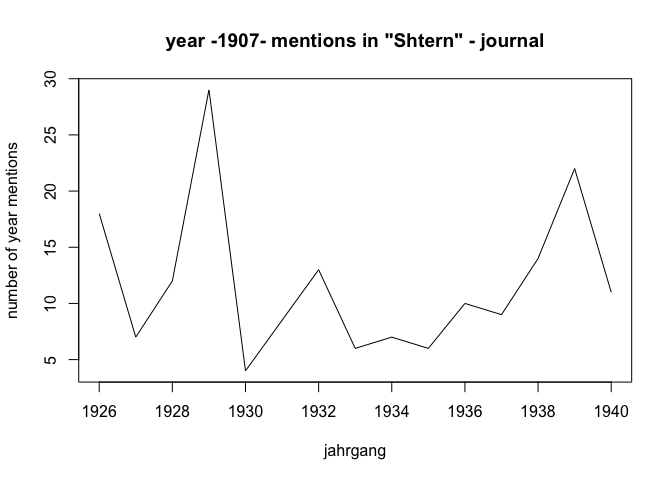 year -1907- mentions in "Shtern" - journal
number of year mentions
30
25
20
15
10
5
1926 1928 1930 1932 1934 1936 1938 1940
jahrgang